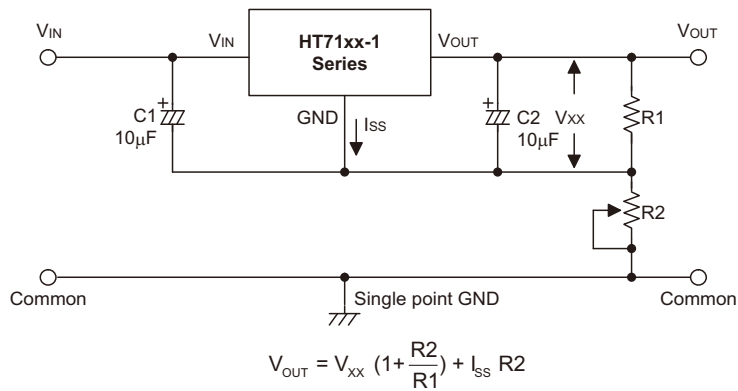 VIN
VIN
HT71xx-1
Series
VOUT
VOUT
C1
10μF
GND
ISS
C2
10μF
VXX
R1
R2
Common
Single point GND
Common
VOUT = VXX (1+R2/R1) + ISS R2